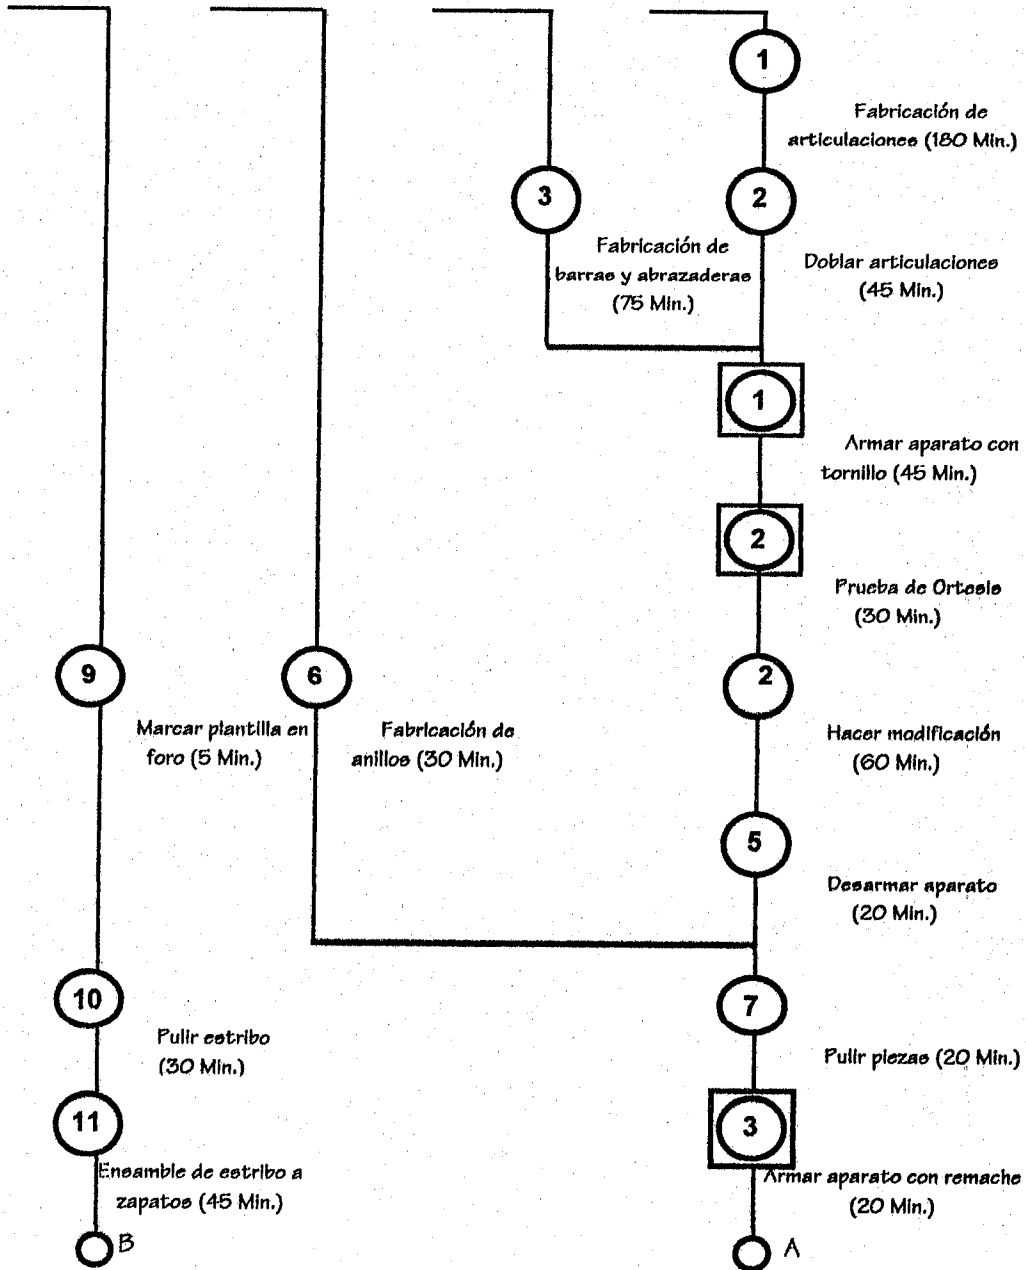 1
Fabricación de
articulaciones (180 Min.)
3
2
Fabricación de
barras y abrazaderas
(75 Min.)
Doblar articulaciones
(45 Min.)
1
Armar aparato con
tornillo (45 Min.)
2
Prueba de Ortesis
(30 Min.)
9
6
2
Marcar plantilla en
foro (5 Min.)
Fabricación de
anillos (30 Min.)
Hacer modificación
(60 Min.)
5
Desarmar aparato
(20 Min.)
10
7
Pulir estribo
(30 Min.)
Pulir piezas (20 Min.)
11
3
Ensamble de estribo a
zapatos (45 Min.)
Armar aparato con remache
(20 Min.)
B
A